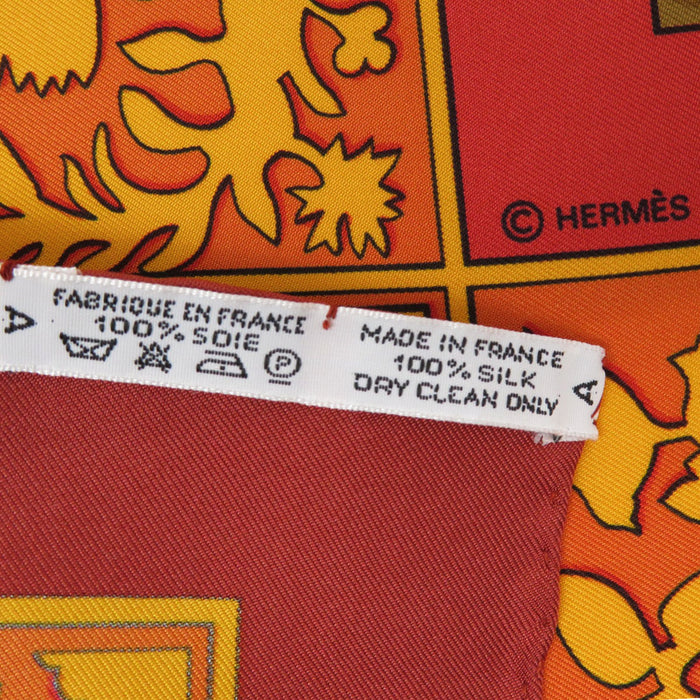 © HERMÈS
A
FABRIQUE EN FRANCE
100% SOIE
P
MADE IN FRANCE
100% SILK
DRY CLEAN ONLY
A